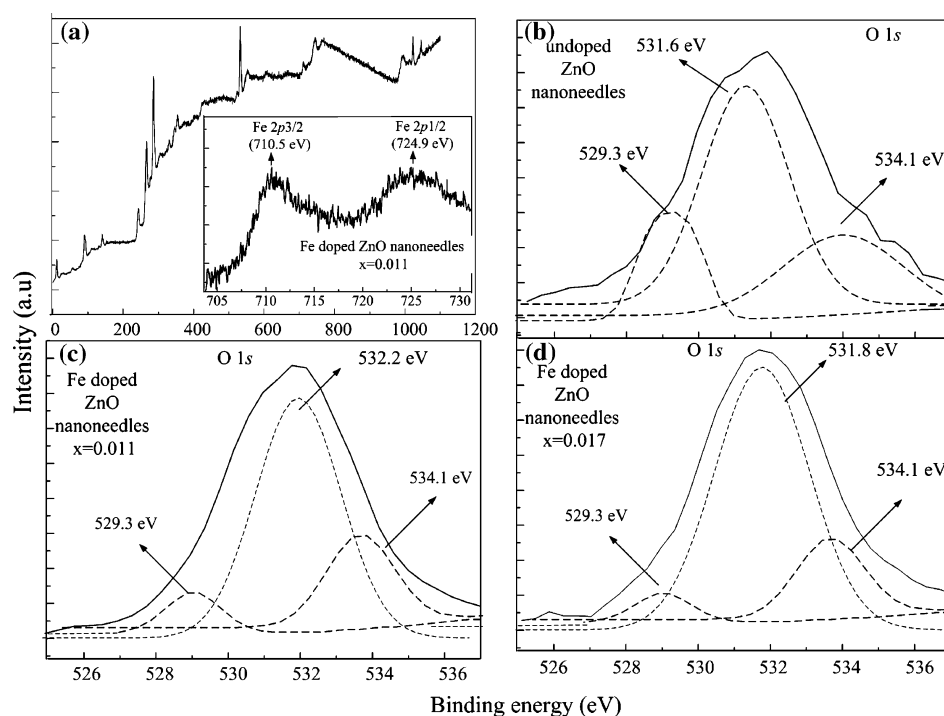 (a)
Fe 2p3/2
(710.5 eV)
Fe 2p1/2
(724.9 eV)
Fe doped ZnO nanoneedles
x=0.011
705 710 715 720 725 730
0 200 400 600 800 1000 1200
(b)
undoped
ZnO
nanoneedles
O 1s
531.6 eV
529.3 eV
534.1 eV
Intensity (a.u)
(c)
Fe doped
ZnO
nanoneedles
x=0.011
O 1s
532.2 eV
529.3 eV
534.1 eV
526 528 530 532 534 536
(d)
Fe doped
ZnO
nanoneedles
x=0.017
O 1s
531.8 eV
529.3 eV
534.1 eV
526 528 530 532 534 536
Binding energy (eV)